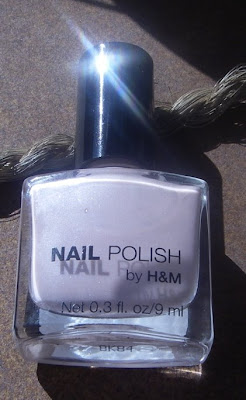 NAIL POLISH
by H&M
Net 0.3 fl. oz/9 ml